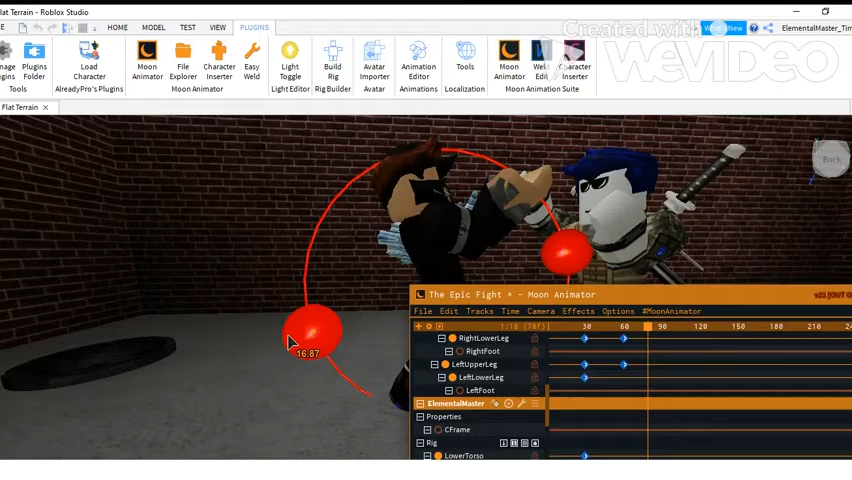 Flat Terrain - Roblox Studio
Created with
WEVIDEO
HOME MODEL TEST VIEW PLUGINS
What's New
ElementalMaster_Tim
Plugins Folder
Load Character
Moon Animator
File Explorer
Character Inserter
Easy Weld
Light Toggle
Build Rig
Avatar Importer
Animation Editor
Tools
Moon Animator
Character Inserter
Tools AlreadyPro's Plugins Moon Animator Light Editor Rig Builder Avatar Animations Localization Moon Animation Suite
Flat Terrain
Back
16.87
The Epic Fight * - Moon Animator
File Edit Tracks Time Camera Effects Options #MoonAnimator
1:18 (78f) 30 60 90 120 150 180 210
RightLowerLeg
RightFoot
LeftUpperLeg
LeftLowerLeg
LeftFoot
ElementalMaster
Properties
CFrame
Rig
LowerTorso